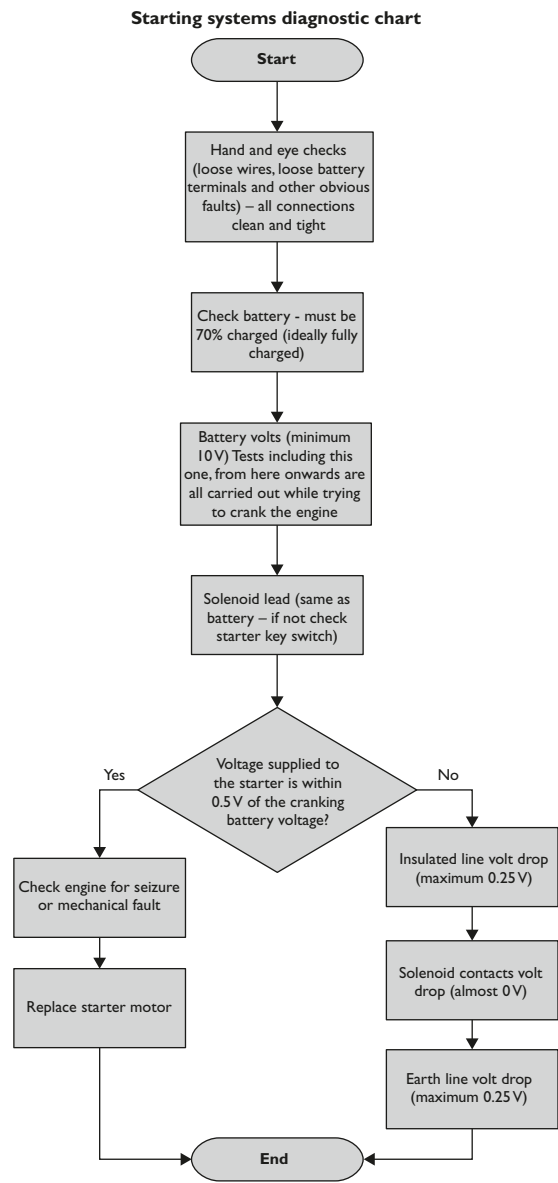 Starting systems diagnostic chart
Start
Hand and eye checks
(loose wires, loose battery
terminals and other obvious
faults) – all connections
clean and tight
Check battery - must be
70% charged (ideally fully
charged)
Battery volts (minimum
10 V) Tests including this
one, from here onwards are
all carried out while trying
to crank the engine
Solenoid lead (same as
battery – if not check
starter key switch)
Voltage supplied to
the starter is within
0.5 V of the cranking
battery voltage?
Yes
No
Check engine for seizure
or mechanical fault
Replace starter motor
Insulated line volt drop
(maximum 0.25 V)
Solenoid contacts volt
drop (almost 0 V)
Earth line volt drop
(maximum 0.25 V)
End